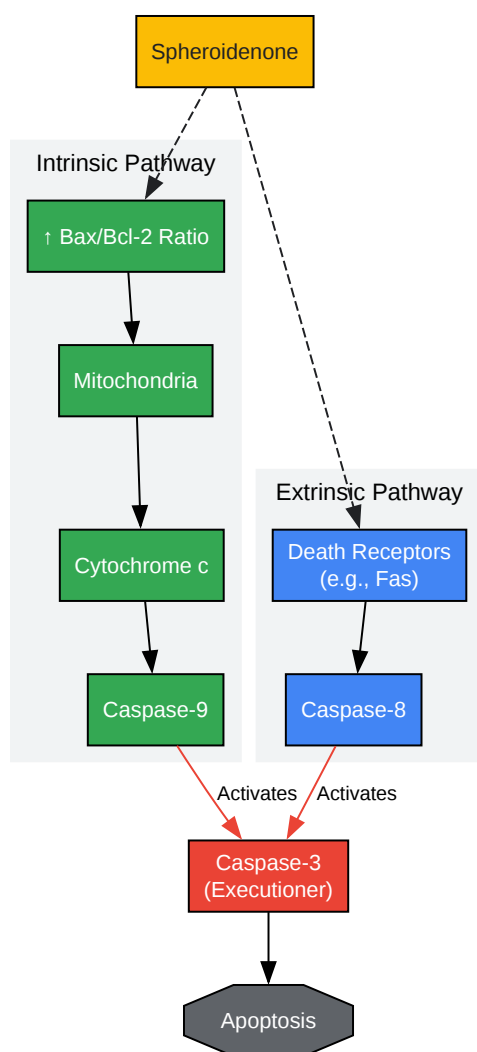 Spheroidenone
Intrinsic Pathway
↑ Bax/Bcl-2 Ratio
Mitochondria
Cytochrome c
Caspase-9
Extrinsic Pathway
Death Receptors
(e.g., Fas)
Caspase-8
Activates
Activates
Caspase-3
(Executioner)
Apoptosis